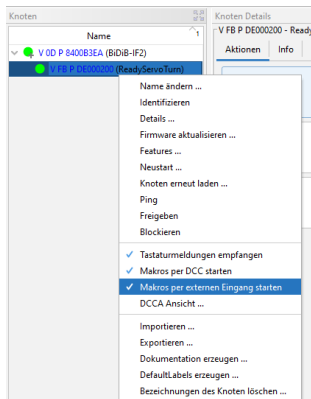 Knoten
Knoten Details
Name
1
V FB P DE000200 - Ready
V 0D P 8400B3EA (BiDiB-IF2)
Aktionen Info
V FB P DE000200 (ReadyServoTurn)
Name ändern ...
Identifizieren
Details ...
Firmware aktualisieren ...
Features ...
Neustart ...
Knoten erneut laden ...
Ping
Freigeben
Blockieren
Tastaturmeldungen empfangen
Makros per DCC starten
Makros per externen Eingang starten
DCCA Ansicht ...
Importieren ...
Exportieren ...
Dokumentation erzeugen ...
DefaultLabels erzeugen ...
Bezeichnungen des Knoten löschen ...